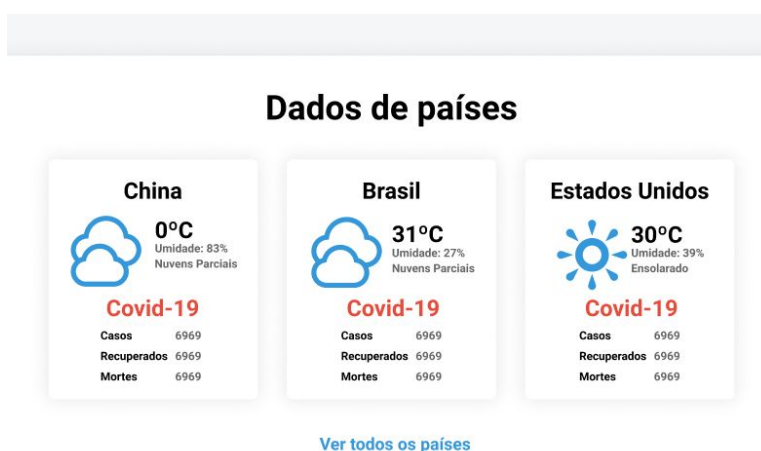 Dados de países
China
0ºC
Umidade: 83%
Nuvens Parciais
Covid-19
Casos 6969
Recuperados 6969
Mortes 6969
Brasil
31ºC
Umidade: 27%
Nuvens Parciais
Covid-19
Casos 6969
Recuperados 6969
Mortes 6969
Estados Unidos
30ºC
Umidade: 39%
Ensolarado
Covid-19
Casos 6969
Recuperados 6969
Mortes 6969
Ver todos os países